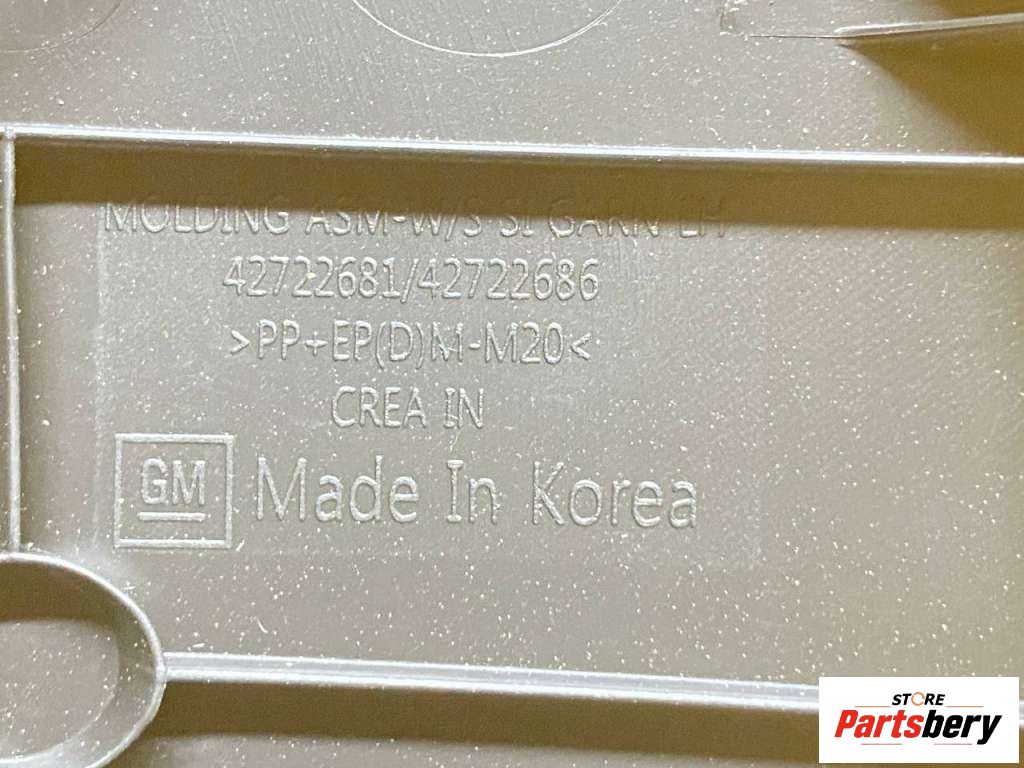 MOLDING ASM-W/S SI GARN LH
42722681/42722686
>PP+EP(D)M-M20<
CREA IN
GM Made In Korea
STORE
Partsbery